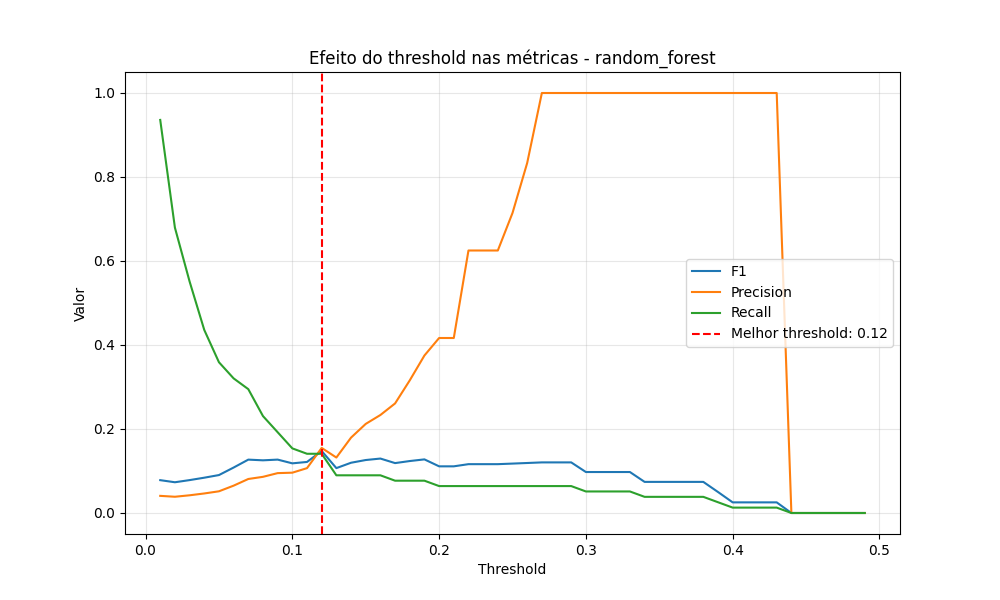 Efeito do threshold nas métricas - random_forest
Valor
1.0
0.8
0.6
0.4
0.2
0.0
F1
Precision
Recall
Melhor threshold: 0.12
0.0
0.1
0.2
0.3
0.4
0.5
Threshold